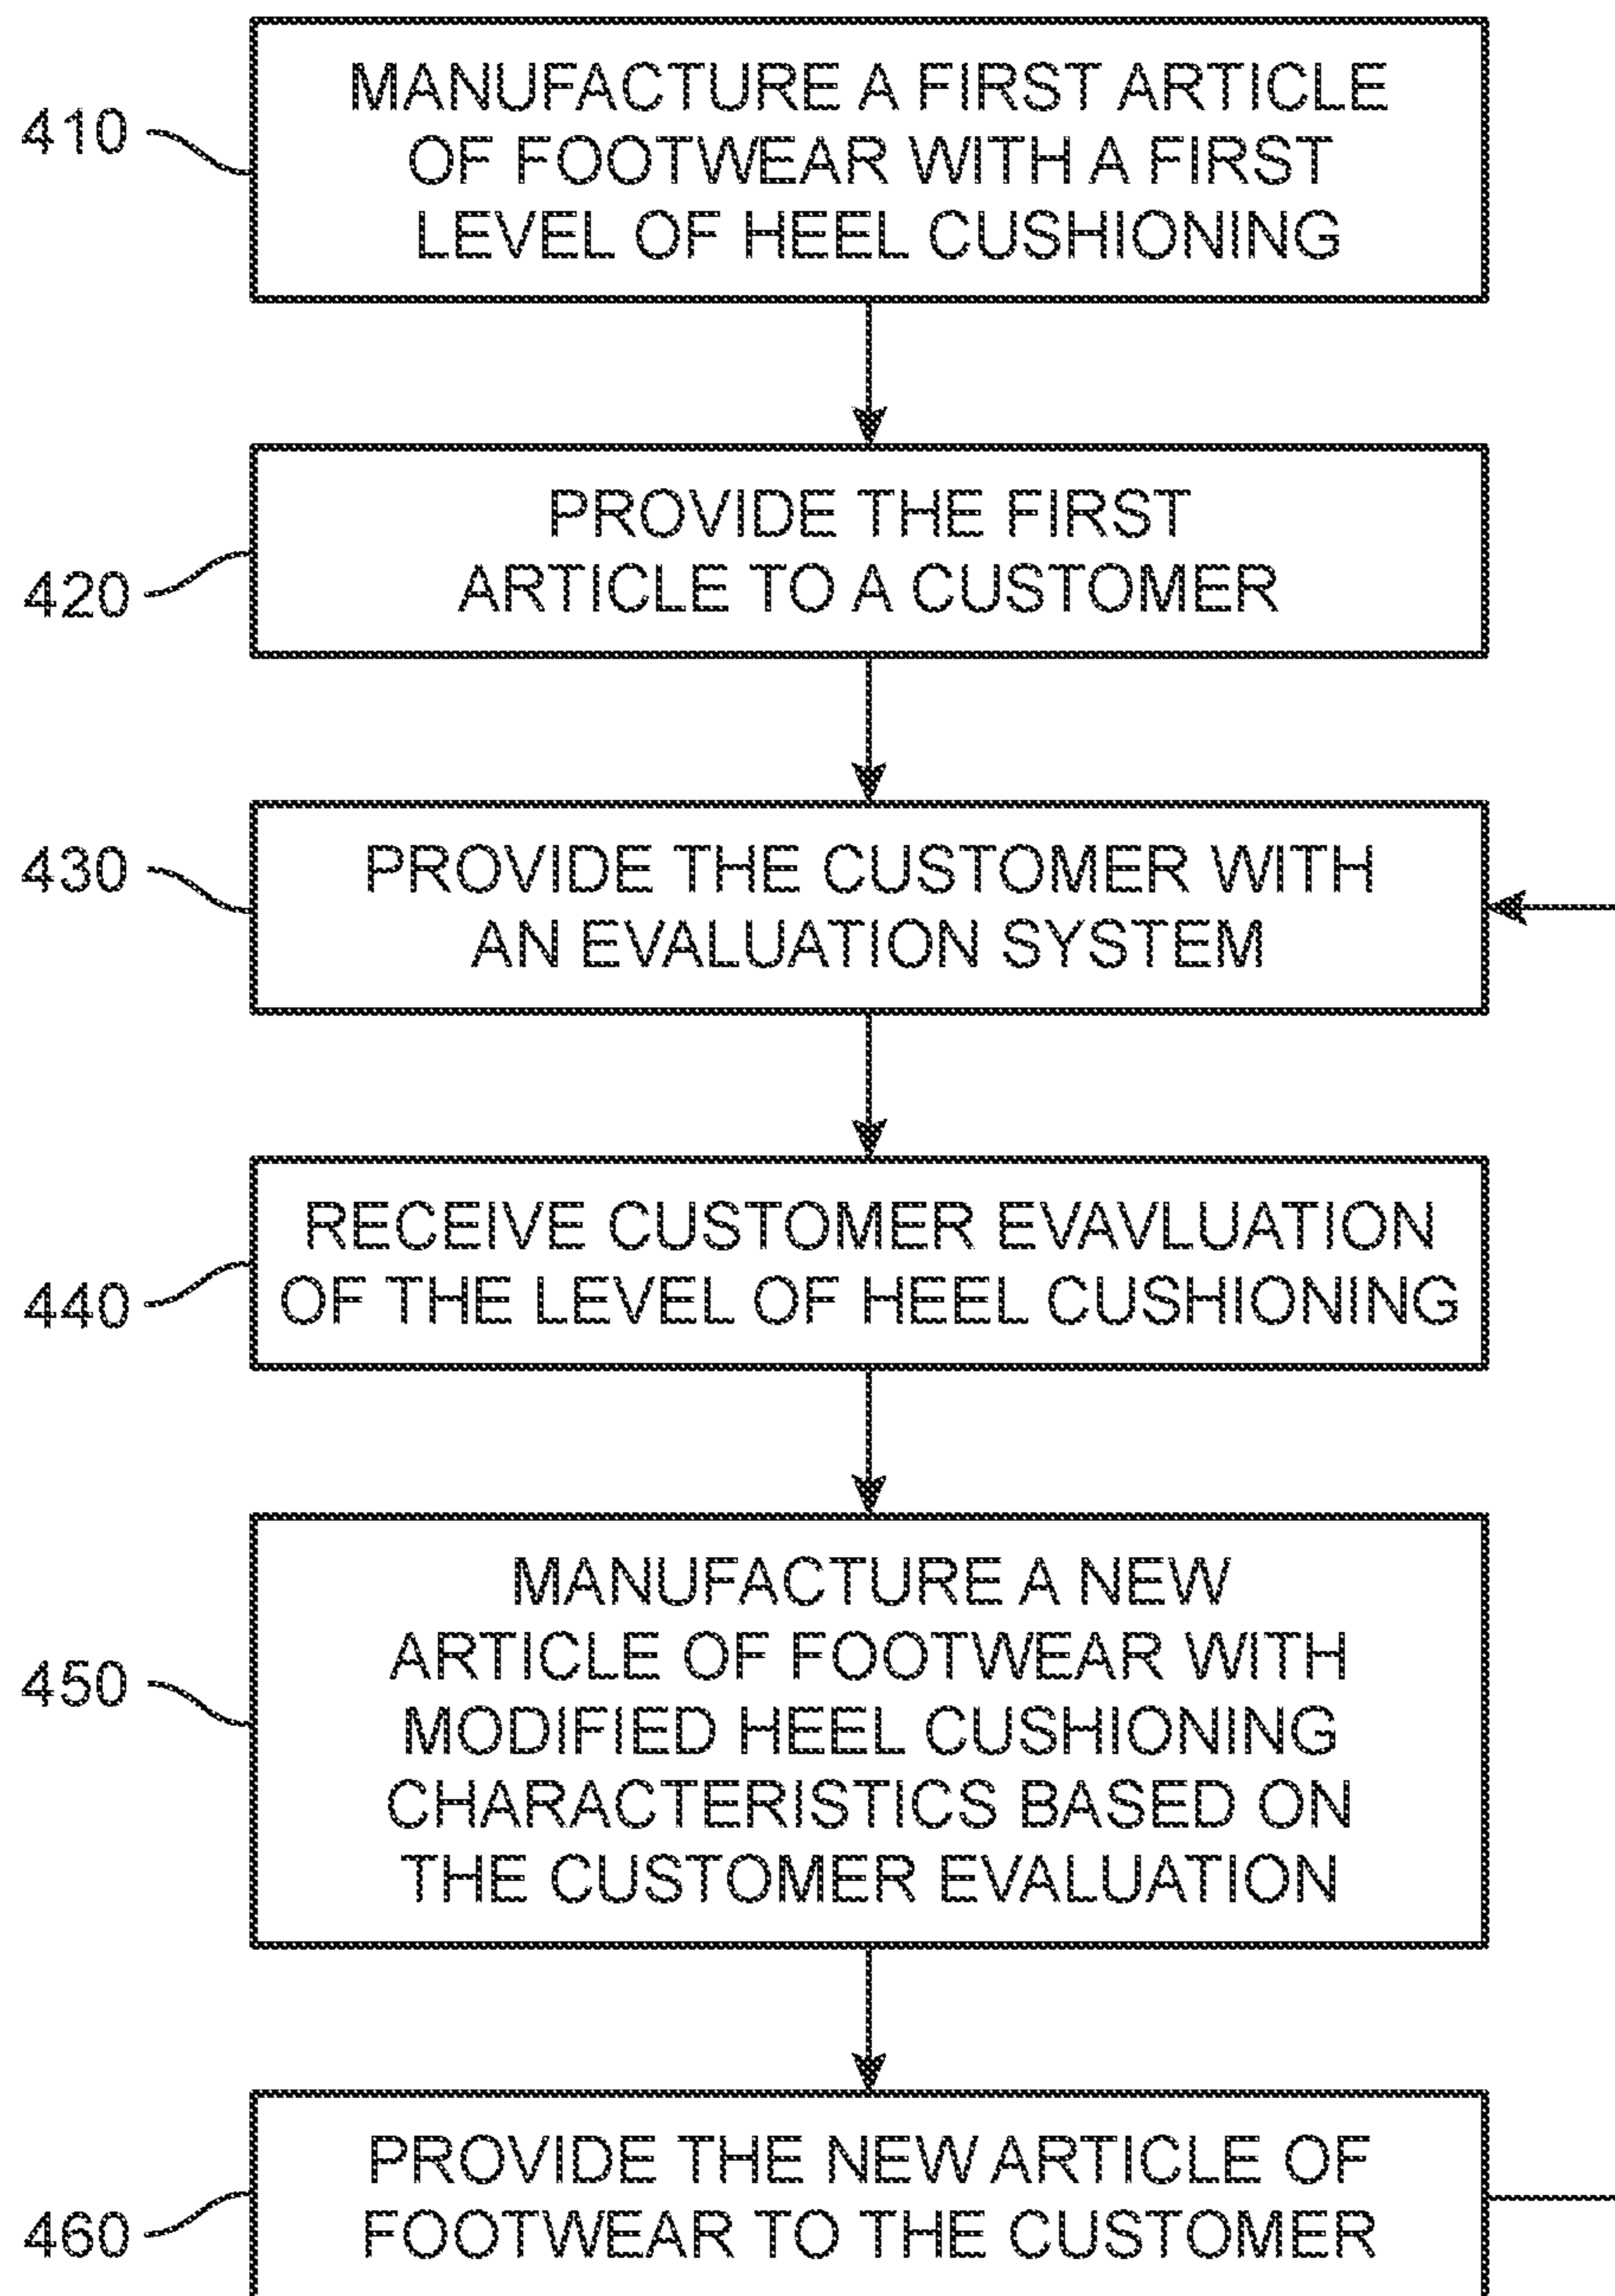 410
MANUFACTURE A FIRST ARTICLE
OF FOOTWEAR WITH A FIRST
LEVEL OF HEEL CUSHIONING
420
PROVIDE THE FIRST
ARTICLE TO A CUSTOMER
430
PROVIDE THE CUSTOMER WITH
AN EVALUATION SYSTEM
440
RECEIVE CUSTOMER EVAVLUATION
OF THE LEVEL OF HEEL CUSHIONING
450
MANUFACTURE A NEW
ARTICLE OF FOOTWEAR WITH
MODIFIED HEEL CUSHIONING
CHARACTERISTICS BASED ON
THE CUSTOMER EVALUATION
460
PROVIDE THE NEW ARTICLE OF
FOOTWEAR TO THE CUSTOMER